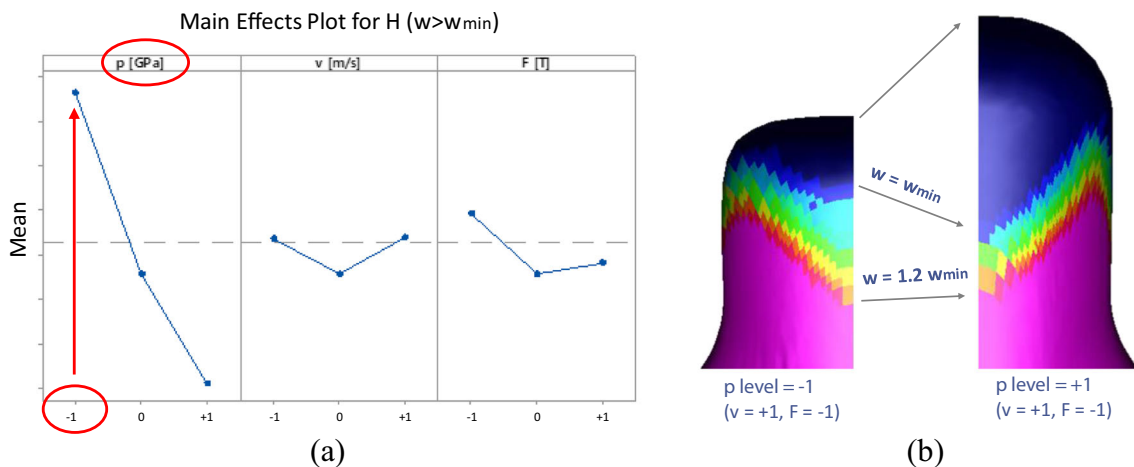 Main Effects Plot for H (w>wmin)
p [GPa] v [m/s] F [T]
Mean
-1 0 +1 -1 0 +1 -1 0 +1
(a)
w = wmin
w = 1.2 wmin
p level = -1
(v = +1, F = -1)
p level = +1
(v = +1, F = -1)
(b)